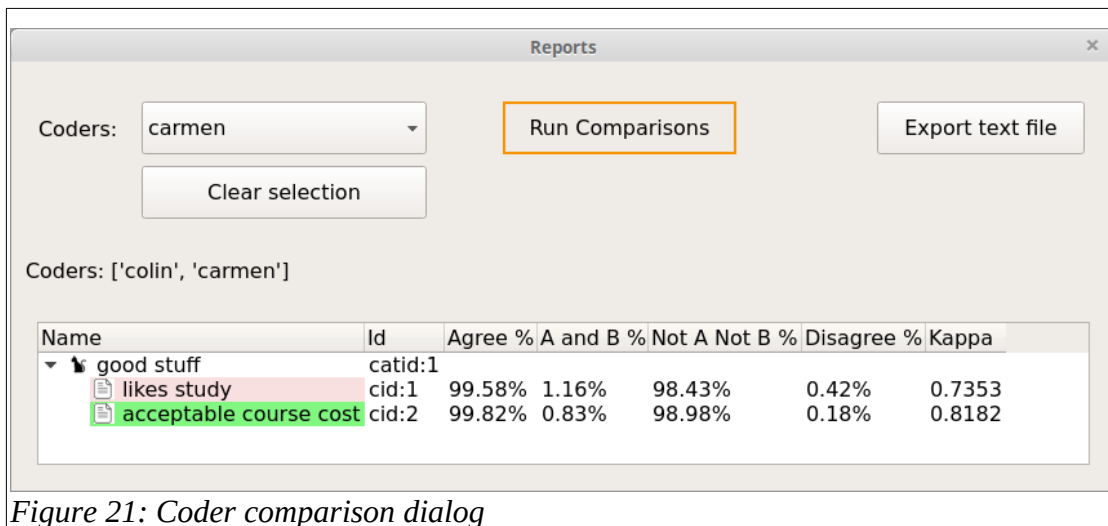 Reports ×
Coders: carmen Run Comparisons Export text file
Clear selection
Coders: ['colin', 'carmen']
Name Id Agree % A and B % Not A Not B % Disagree % Kappa
good stuff catid:1
likes study cid:1 99.58% 1.16% 98.43% 0.42% 0.7353
acceptable course cost cid:2 99.82% 0.83% 98.98% 0.18% 0.8182
Figure 21: Coder comparison dialog